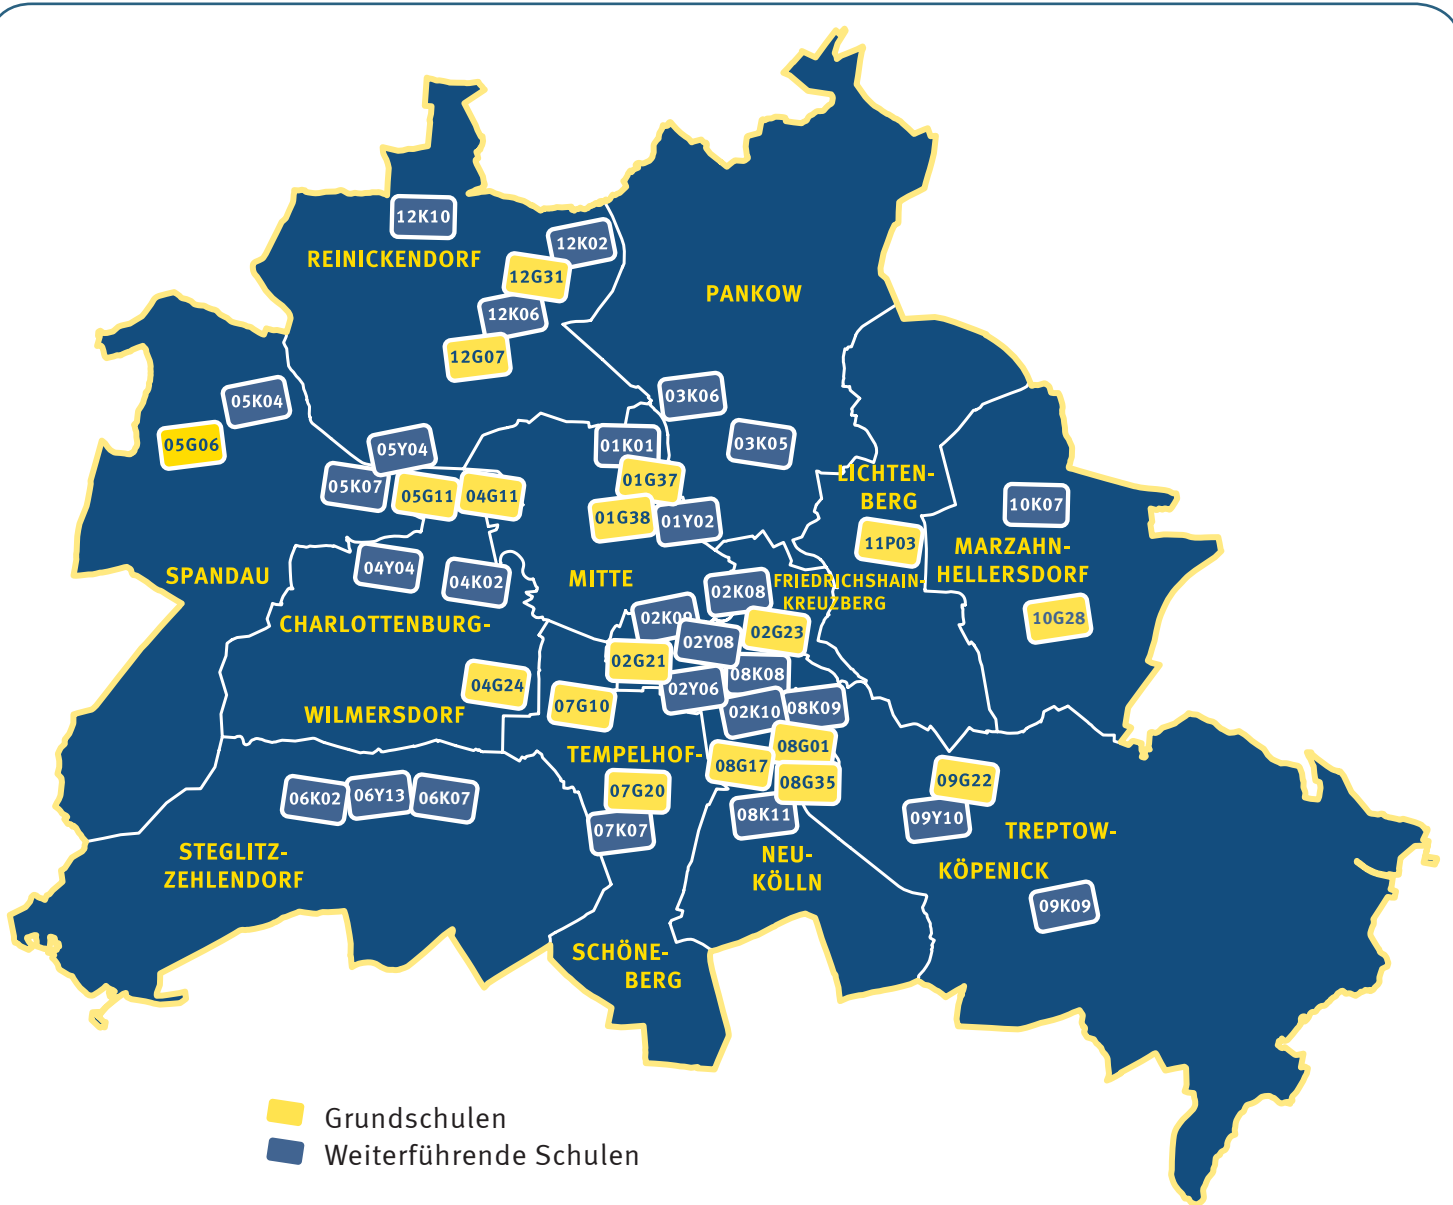 12K10
12K02
REINICKENDORF
12G31
PANKOW
12K06
12G07
05K04
03K06
05G06
05Y04
01K01
03K05
05K07
05G11
04G11
01G37
LICHTEN-
BERG
01G38
01Y02
10K07
11P03
MARZAHN-
HELLERSDORF
SPANDAU
04Y04
04K02
MITTE
FRIEDRICHSHAIN-
KREUZBERG
02K08
10G28
CHARLOTTENBURG-
WILMERSDORF
02K09
02Y08
02G23
02G21
04G24
02Y06
08K08
07G10
02K10
08K09
TEMPELHOF-
08G01
08G17
08G35
09G22
06K02
06Y13
06K07
07G20
07K07
08K11
09Y10
TREPTOW-
KÖPENICK
STEGLITZ-
ZEHLENDORF
NEU-
KÖLLN
09K09
SCHÖNE-
BERG
Grundschulen
Weiterführende Schulen